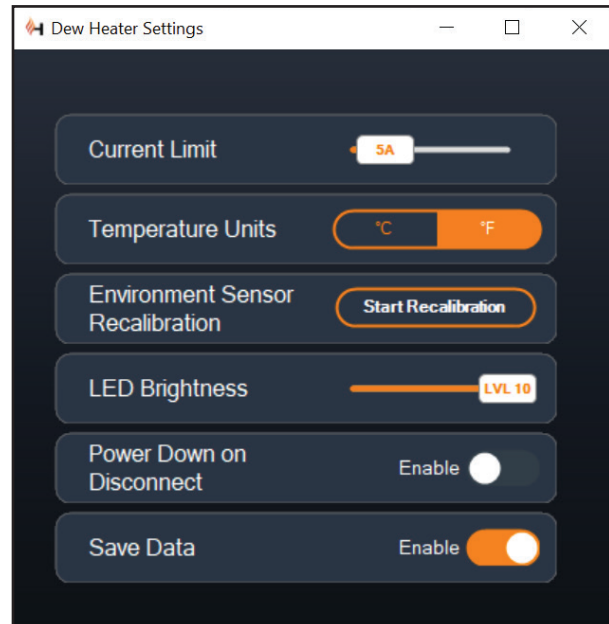 Dew Heater Settings
Current Limit
5A
Temperature Units
°C
°F
Environment Sensor
Recalibration
Start Recalibration
LED Brightness
LVL 10
Power Down on
Disconnect
Enable
Save Data
Enable